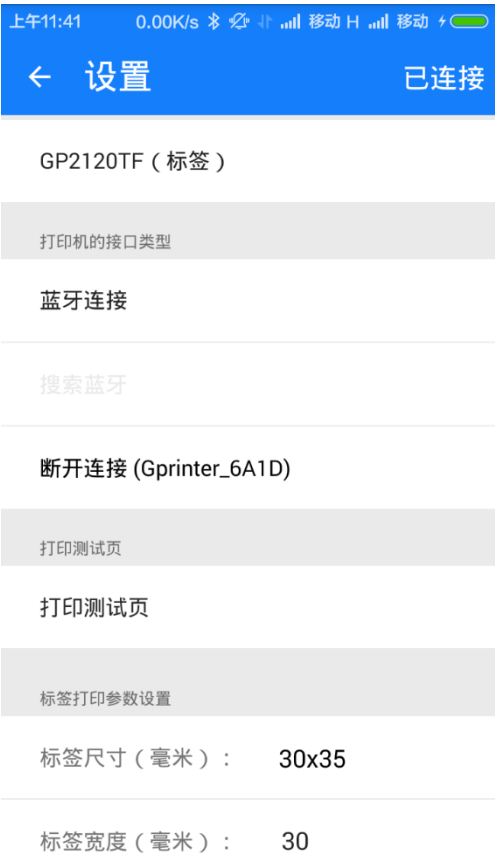 上午11:41 0.00K/s 移动 H 移动
设置 已连接
GP2120TF ( 标签 )
打印机的接口类型
蓝牙连接
搜索蓝牙
断开连接 (Gprinter_6A1D)
打印测试页
打印测试页
标签打印参数设置
标签尺寸 ( 毫米 ) : 30x35
标签宽度 ( 毫米 ) : 30